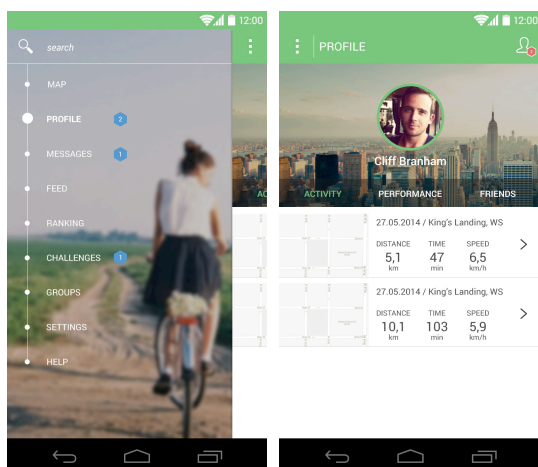 12:00
search
MAP
PROFILE 2
MESSAGES 1
FEED
RANKING
CHALLENGES 1
GROUPS
SETTINGS
HELP
AC
12:00
PROFILE
Cliff Branham
ACTIVITY PERFORMANCE FRIENDS
27.05.2014 / King's Landing, WS
DISTANCE TIME SPEED
5,1 47 6,5
km min km/h
27.05.2014 / King's Landing, WS
DISTANCE TIME SPEED
10,1 103 5,9
km min km/h